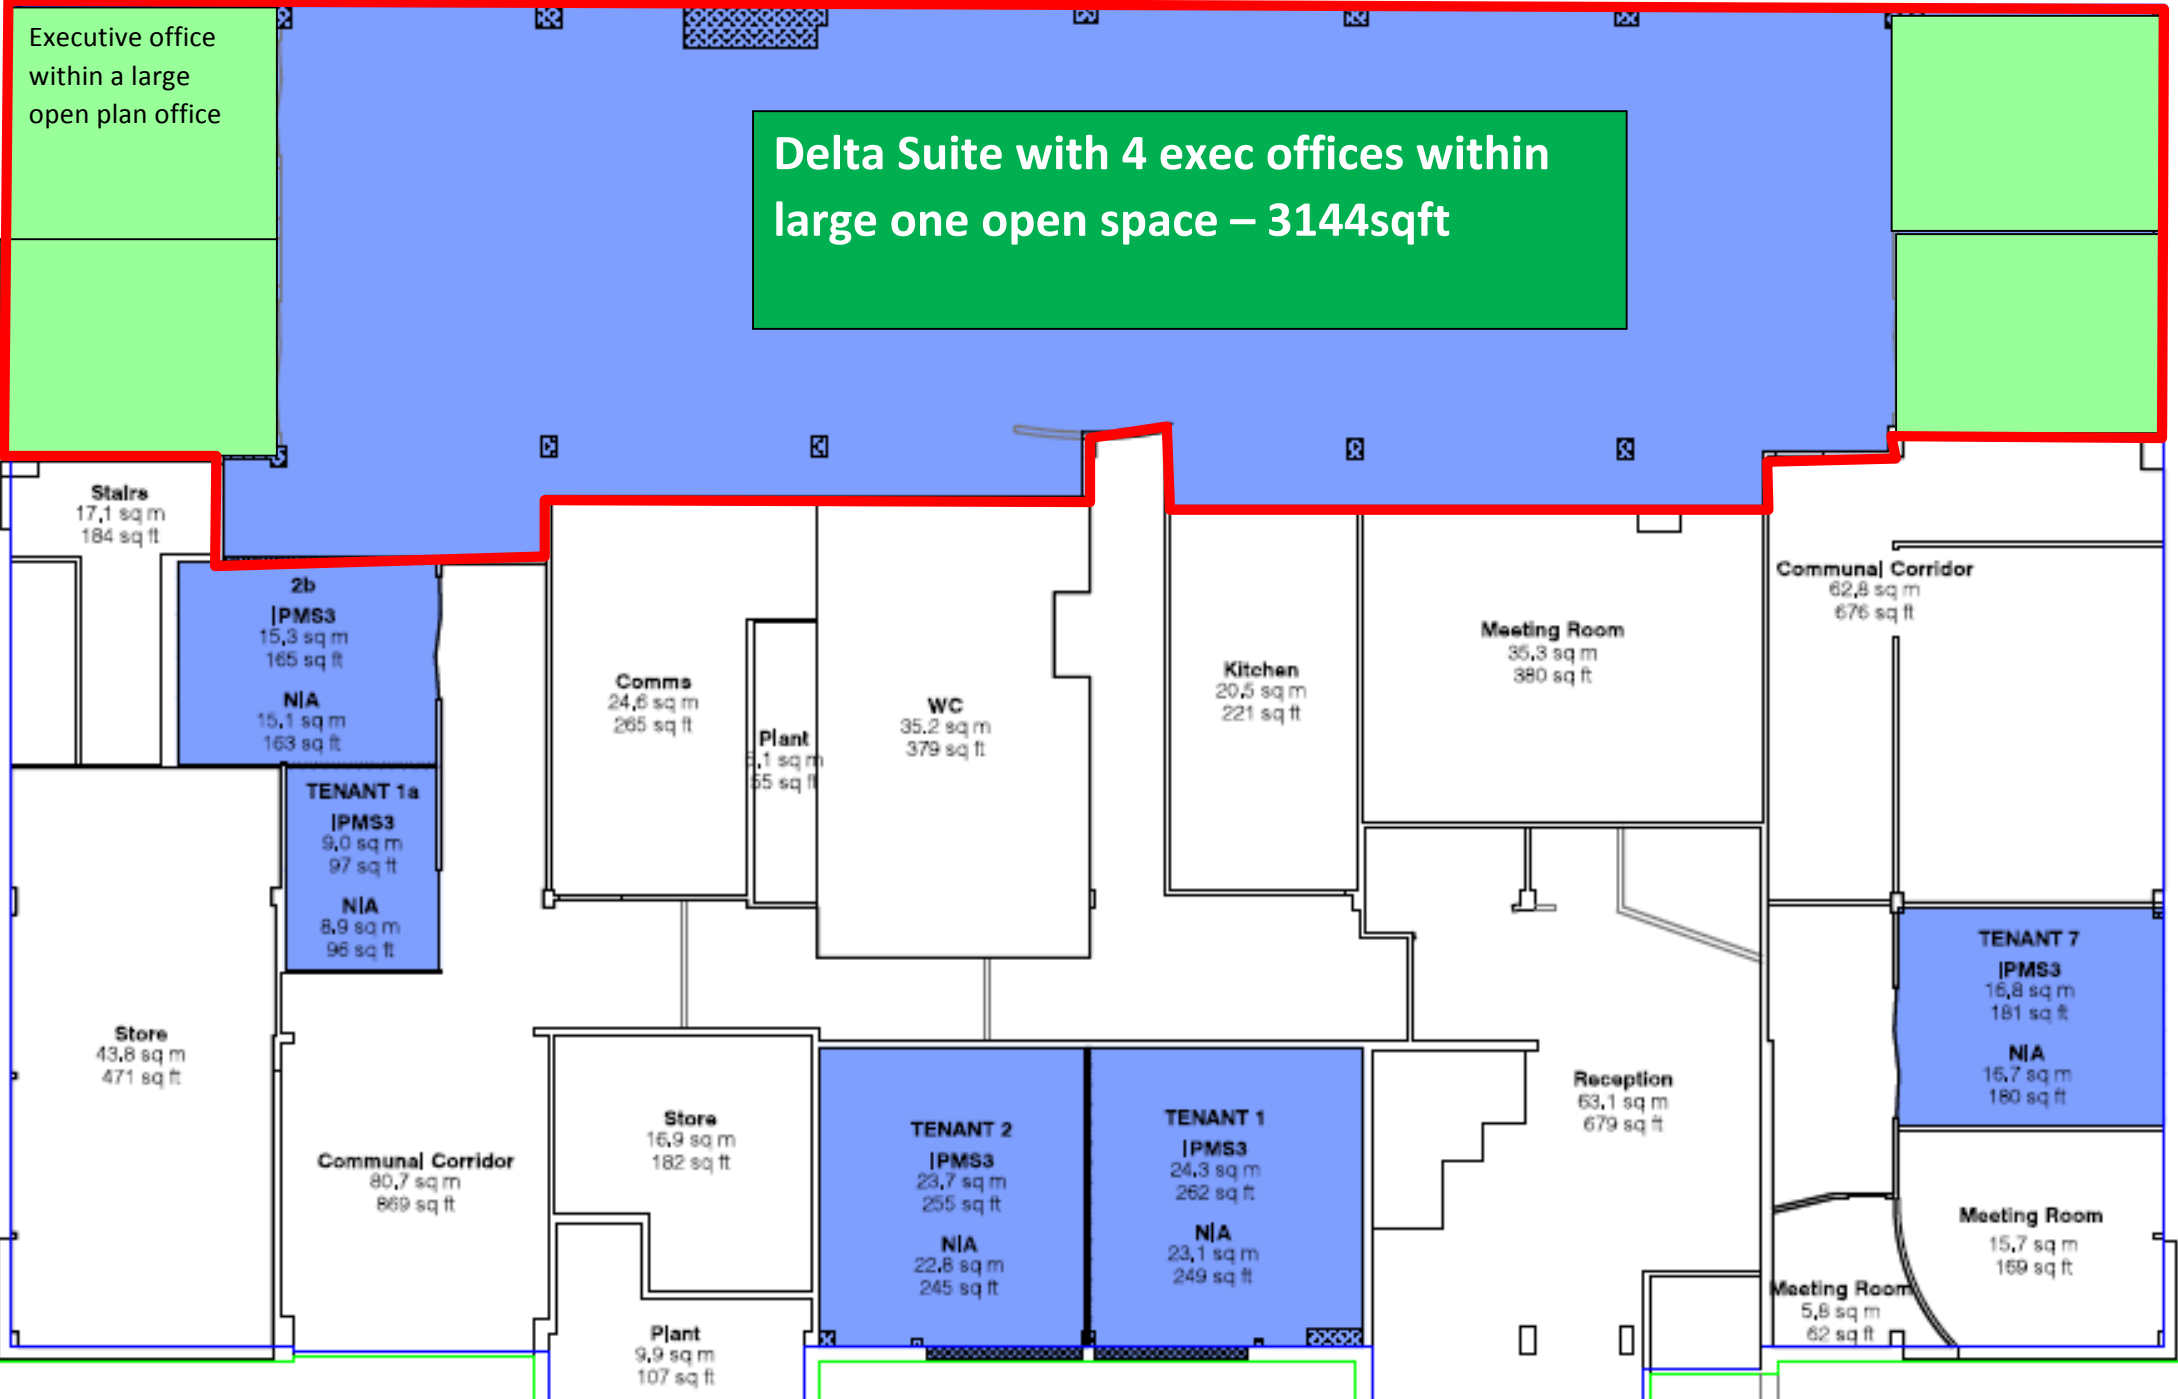 Executive office
within a large
open plan office
Delta Suite with 4 exec offices within
large one open space – 3144sqft
Stairs
17.1 sq m
184 sq ft
2b
IPMS3
15.3 sq m
165 sq ft
NIA
15.1 sq m
163 sq ft
TENANT 1a
IPMS3
9.0 sq m
97 sq ft
NIA
8.9 sq m
96 sq ft
Comms
24.6 sq m
265 sq ft
Plant
.1 sq m
55 sq ft
WC
35.2 sq m
379 sq ft
Kitchen
20.5 sq m
221 sq ft
Meeting Room
35.3 sq m
380 sq ft
Communal Corridor
62.8 sq m
676 sq ft
TENANT 7
IPMS3
16.8 sq m
181 sq ft
NIA
16.7 sq m
180 sq ft
Store
43.8 sq m
471 sq ft
Communal Corridor
80.7 sq m
869 sq ft
Store
16.9 sq m
182 sq ft
TENANT 2
IPMS3
23.7 sq m
255 sq ft
NIA
22.8 sq m
245 sq ft
TENANT 1
IPMS3
24.3 sq m
262 sq ft
NIA
23.1 sq m
249 sq ft
Reception
63.1 sq m
679 sq ft
Meeting Room
15.7 sq m
169 sq ft
Meeting Room
5.8 sq m
62 sq ft
Plant
9.9 sq m
107 sq ft